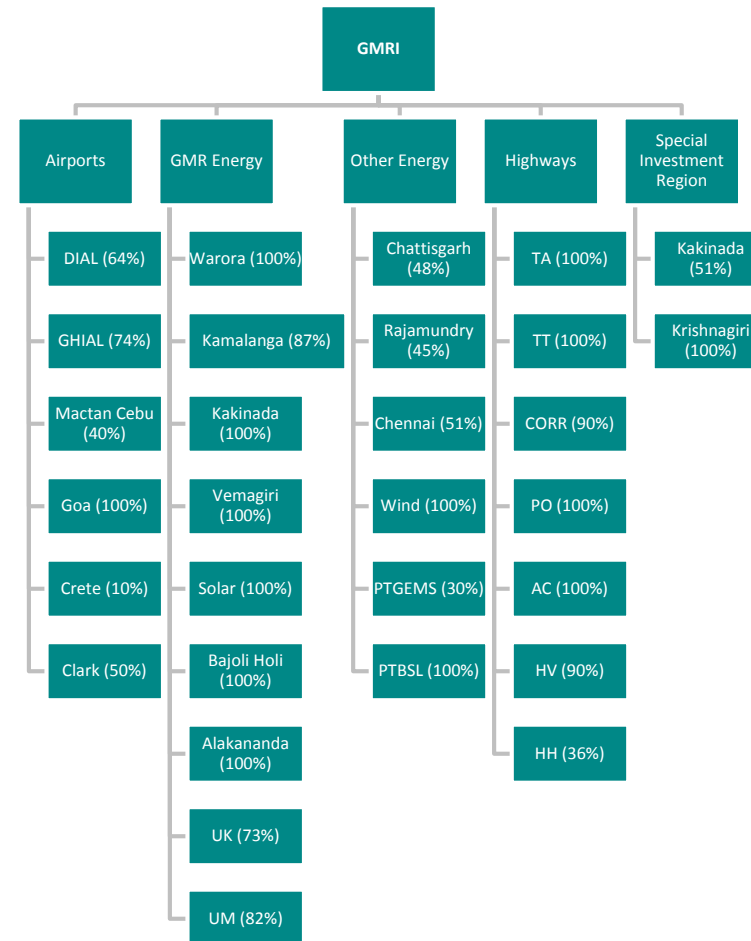 GMRI
Airports
DIAL (64%)
GHIAL (74%)
Mactan Cebu
(40%)
Goa (100%)
Crete (10%)
Clark (50%)
GMR Energy
Warora (100%)
Kamalanga (87%)
Kakinada
(100%)
Vemagiri
(100%)
Solar (100%)
Bajoli Holi
(100%)
Alakananda
(100%)
UK (73%)
UM (82%)
Other Energy
Chattisgarh
(48%)
Rajamundry
(45%)
Chennai (51%)
Wind (100%)
PTGEMS (30%)
PTBSL (100%)
Highways
TA (100%)
TT (100%)
CORR (90%)
PO (100%)
AC (100%)
HV (90%)
HH (36%)
Special
Investment
Region
Kakinada
(51%)
Krishnagiri
(100%)